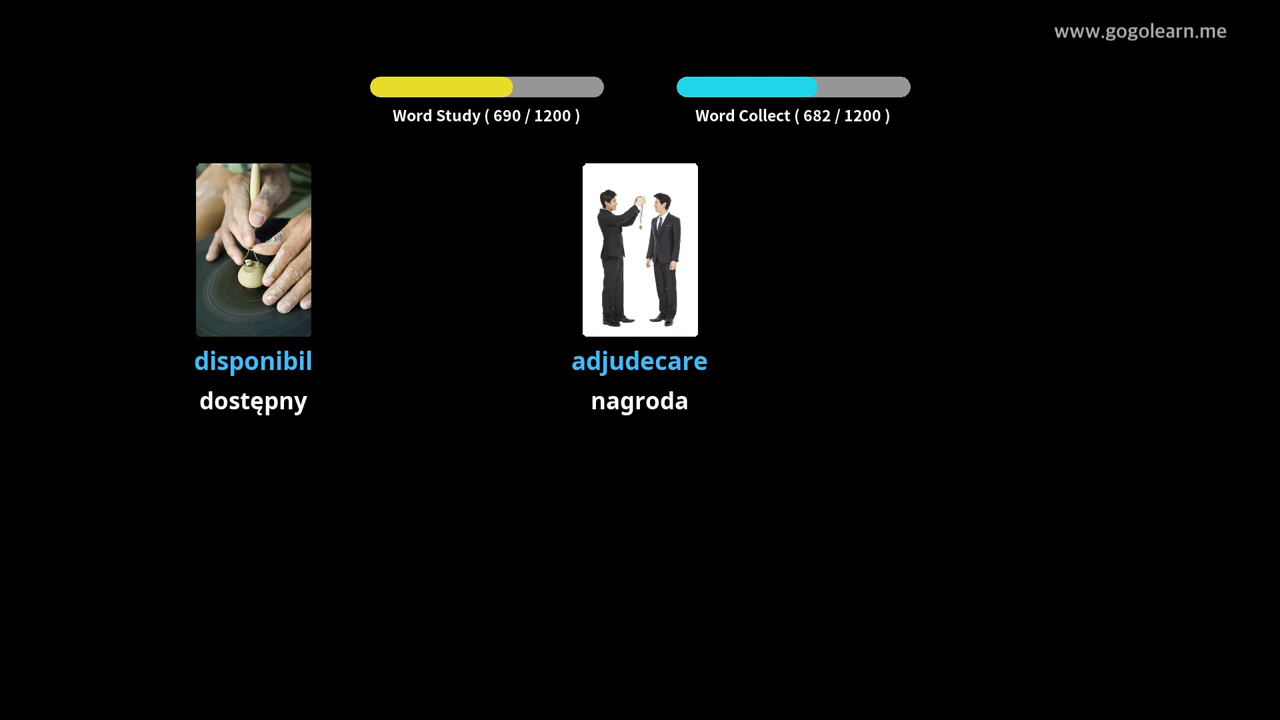 www.gogolearn.me
Word Study ( 690 / 1200 )
Word Collect ( 682 / 1200 )
disponibil
dostępny
adjudecare
nagroda